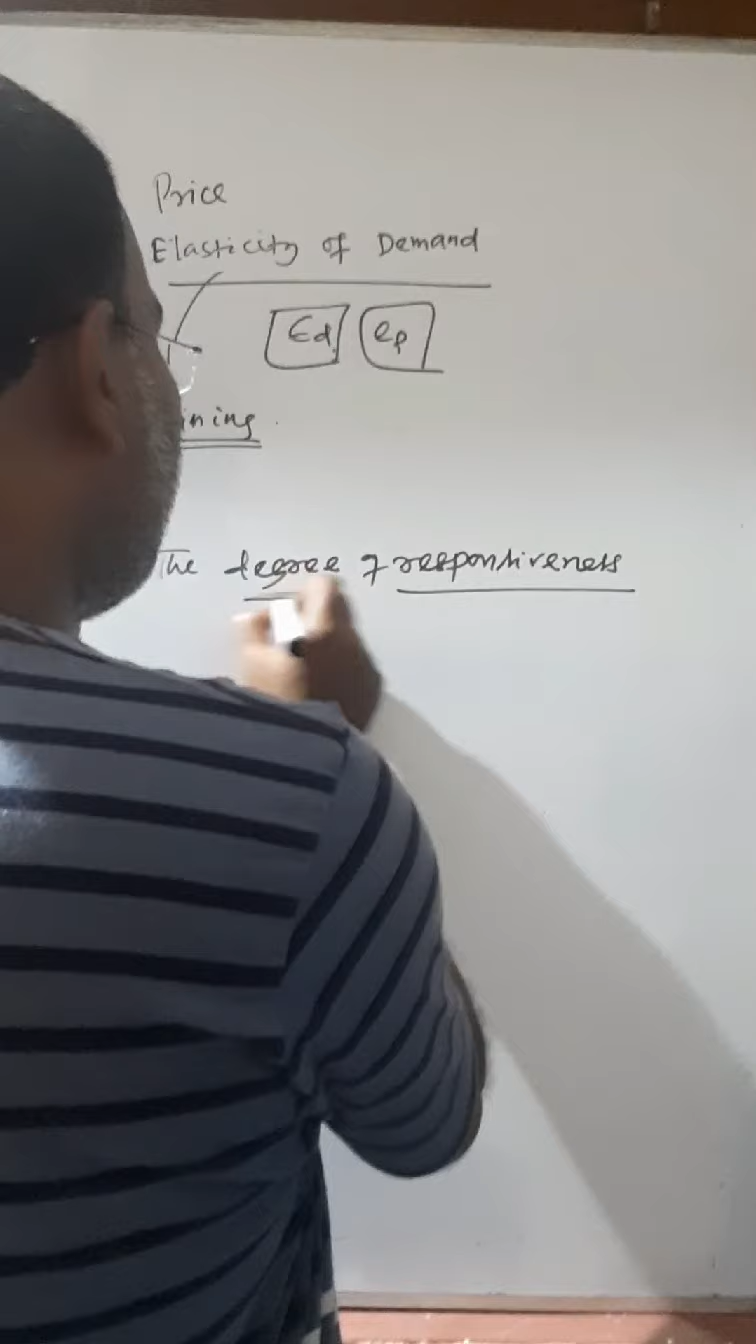 Price
Elasticity of Demand
Ed ep
ining
The degree of responsiveness